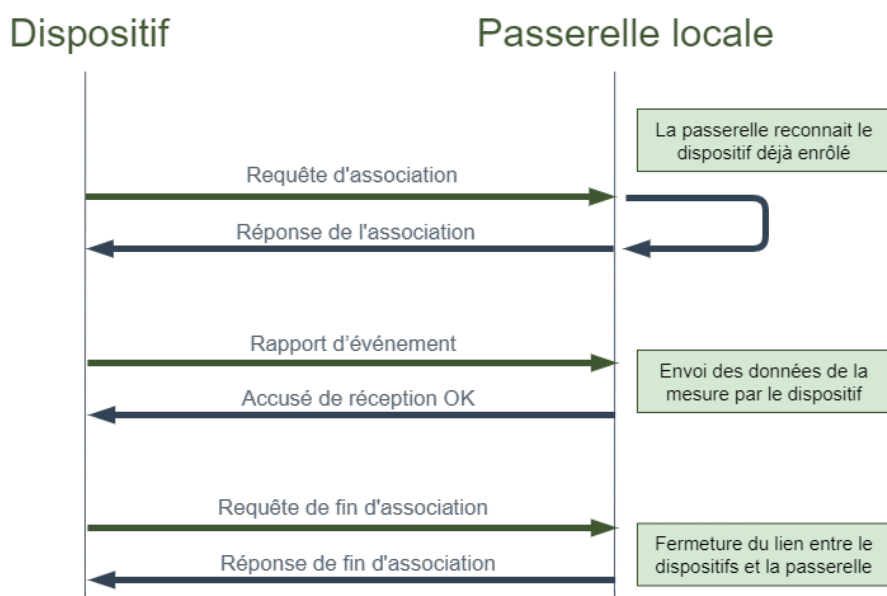 Dispositif
Passerelle locale
La passerelle reconnait le
dispositif déjà enrôlé
Requête d'association
Réponse de l'association
Rapport d’événement
Envoi des données de la
mesure par le dispositif
Accusé de réception OK
Requête de fin d'association
Fermeture du lien entre le
dispositifs et la passerelle
Réponse de fin d'association